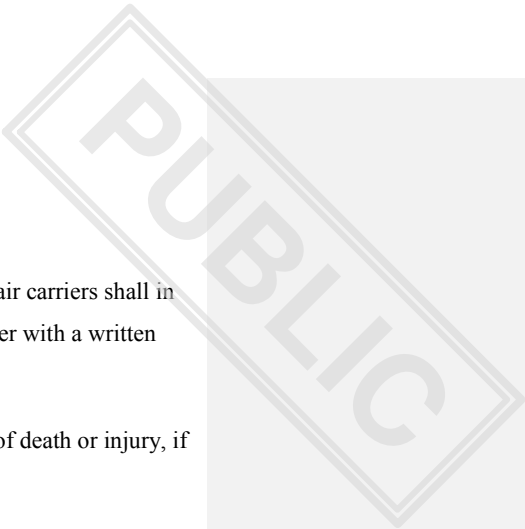 PUBLIC
air carriers shall in
er with a written
of death or injury, if